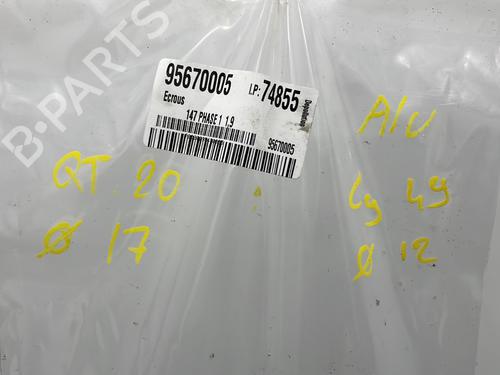 95670005
LP: 74855
Ecrous
147 PHASE 1 1.9
95670005
Alu
QT. 20
Lg 49
Ø 17
Ø 12
B-PARTS